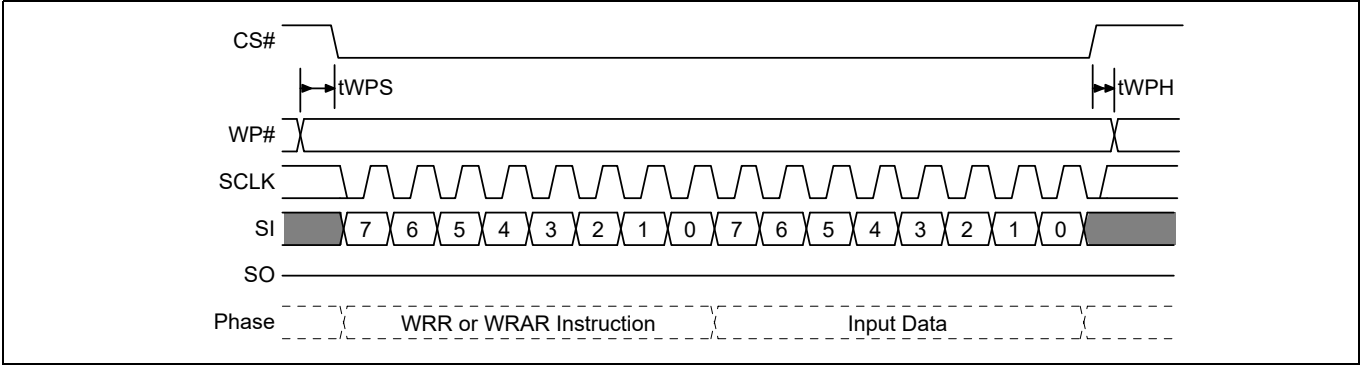 CS#
tWPS
tWPH
WP#
SCLK
SI 7 6 5 4 3 2 1 0 7 6 5 4 3 2 1 0
SO
Phase WRR or WRAR Instruction Input Data